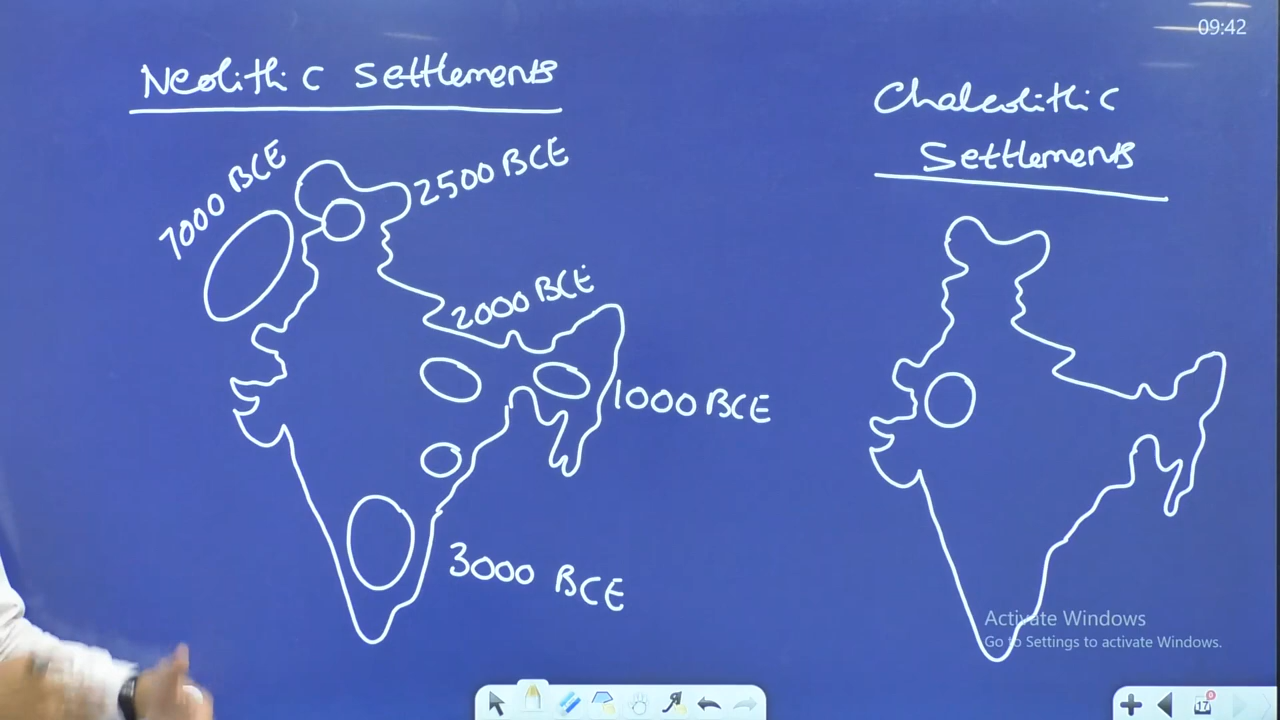 09:42
Neolithic Settlements
Chalcolithic
Settlements
7000 BCE
2500 BCE
2000 BCE
1000 BCE
3000 BCE
Activate Windows
Go to Settings to activate Windows.
17